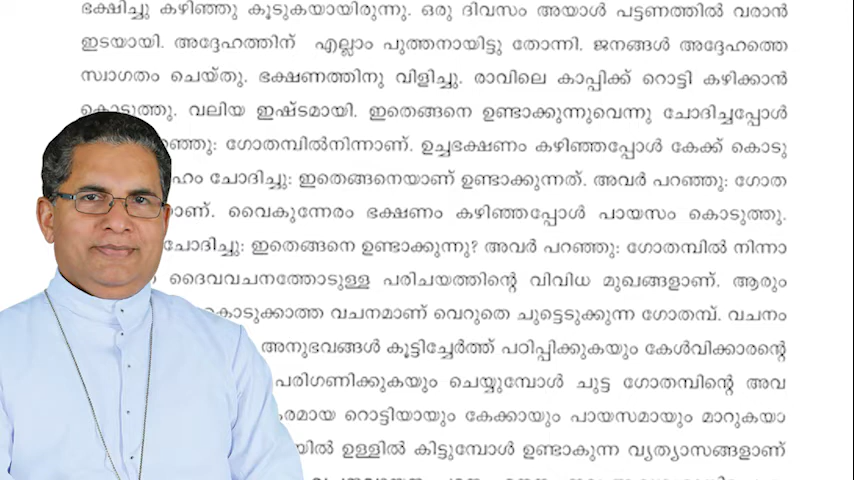 ഭക്ഷിച്ചു കഴിഞ്ഞു കൂടുകയായിരുന്നു. ഒരു ദിവസം അയാൾ പട്ടണത്തിൽ വരാൻ
ഇടയായി. അദ്ദേഹത്തിന് എല്ലാം പുത്തനായിട്ടു തോന്നി. ജനങ്ങൾ അദ്ദേഹത്തെ
സ്വാഗതം ചെയ്തു. ഭക്ഷണത്തിനു വിളിച്ചു. രാവിലെ കാപ്പിക്ക് റൊട്ടി കഴിക്കാൻ
കൊടുത്തു. വലിയ ഇഷ്ടമായി. ഇതെങ്ങനെ ഉണ്ടാക്കുന്നുവെന്നു ചോദിച്ചപ്പോൾ
ഞ്ഞു: ഗോതമ്പിൽനിന്നാണ്. ഉച്ചഭക്ഷണം കഴിഞ്ഞപ്പോൾ കേക്ക് കൊടു
ഹം ചോദിച്ചു: ഇതെങ്ങനെയാണ് ഉണ്ടാക്കുന്നത്. അവർ പറഞ്ഞു: ഗോത
ാണ്. വൈകുന്നേരം ഭക്ഷണം കഴിഞ്ഞപ്പോൾ പായസം കൊടുത്തു.
ചോദിച്ചു: ഇതെങ്ങനെ ഉണ്ടാക്കുന്നു? അവർ പറഞ്ഞു: ഗോതമ്പിൽ നിന്നാ
ദൈവവചനത്തോടുള്ള പരിചയത്തിന്റെ വിവിധ മുഖങ്ങളാണ്. ആരും
കൊടുക്കാത്ത വചനമാണ് വെറുതെ ചുട്ടെടുക്കുന്ന ഗോതമ്പ്. വചനം
അനുഭവങ്ങൾ കൂട്ടിച്ചേർത്ത് പഠിപ്പിക്കുകയും കേൾവിക്കാരന്റെ
പരിഗണിക്കുകയും ചെയ്യുമ്പോൾ ചുട്ട ഗോതമ്പിന്റെ അവ
രമായ റൊട്ടിയായും കേക്കായും പായസമായും മാറുകയാ
യിൽ ഉള്ളിൽ കിട്ടുമ്പോൾ ഉണ്ടാകുന്ന വ്യത്യാസങ്ങളാണ്